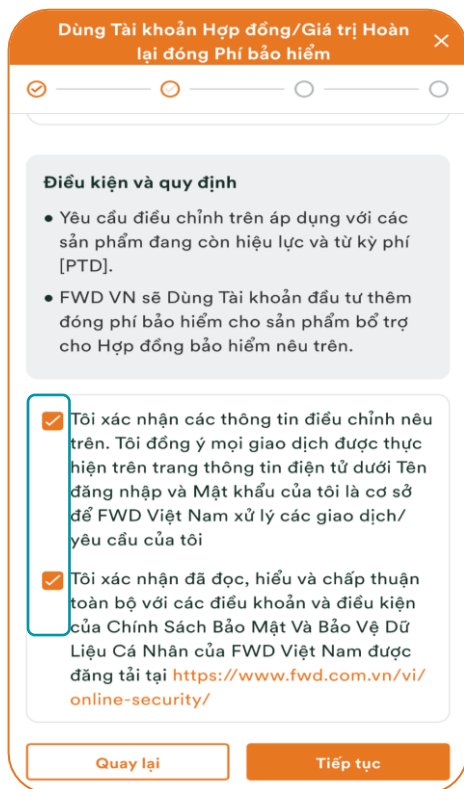 Dùng Tài khoản Hợp đồng/Giá trị Hoàn
lại đóng Phí bảo hiểm
Điều kiện và quy định
• Yêu cầu điều chỉnh trên áp dụng với các
sản phẩm đang còn hiệu lực và từ kỳ phí
[PTD].
• FWD VN sẽ Dùng Tài khoản đầu tư thêm
đóng phí bảo hiểm cho sản phẩm bổ trợ
cho Hợp đồng bảo hiểm nêu trên.
Tôi xác nhận các thông tin điều chỉnh nêu
trên. Tôi đồng ý mọi giao dịch được thực
hiện trên trang thông tin điện tử dưới Tên
đăng nhập và Mật khẩu của tôi là cơ sở
để FWD Việt Nam xử lý các giao dịch/
yêu cầu của tôi
Tôi xác nhận đã đọc, hiểu và chấp thuận
toàn bộ với các điều khoản và điều kiện
của Chính Sách Bảo Mật Và Bảo Vệ Dữ
Liệu Cá Nhân của FWD Việt Nam được
đăng tải tại https://www.fwd.com.vn/vi/
online-security/
Quay lại
Tiếp tục